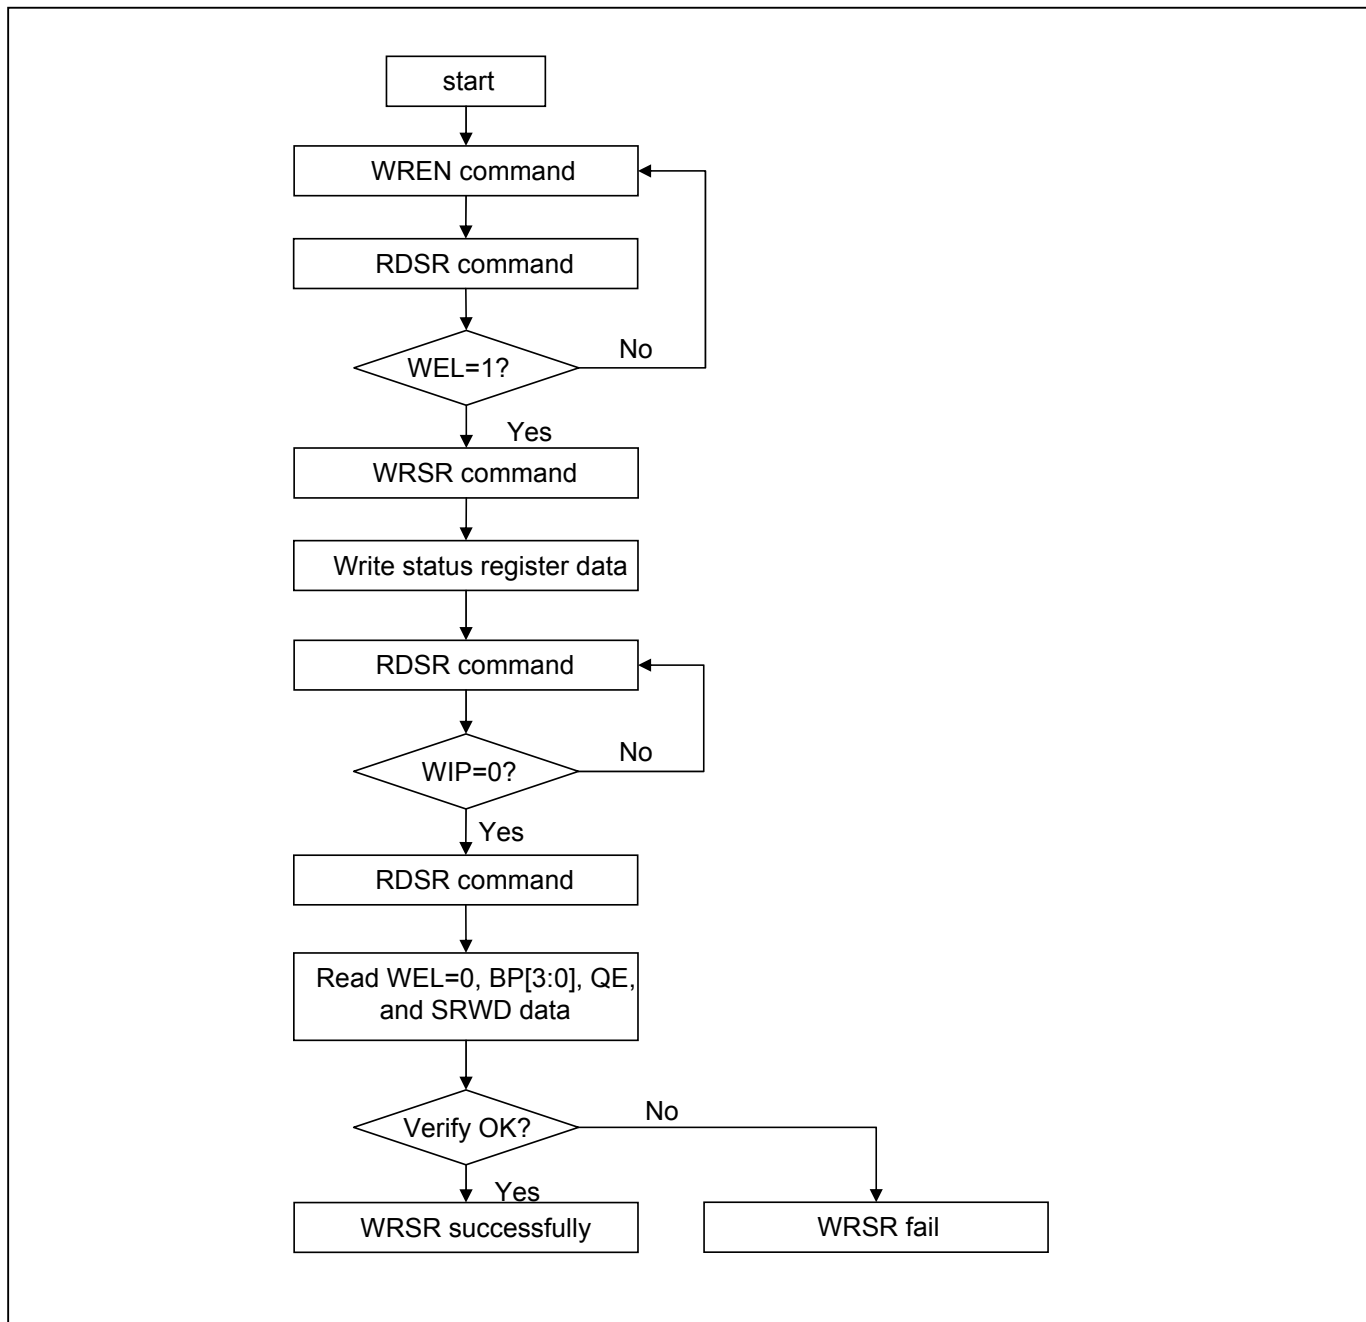 start
WREN command
RDSR command
WEL=1?
No
Yes
WRSR command
Write status register data
RDSR command
WIP=0?
No
Yes
RDSR command
Read WEL=0, BP[3:0], QE,
and SRWD data
Verify OK?
No
Yes
WRSR successfully
WRSR fail